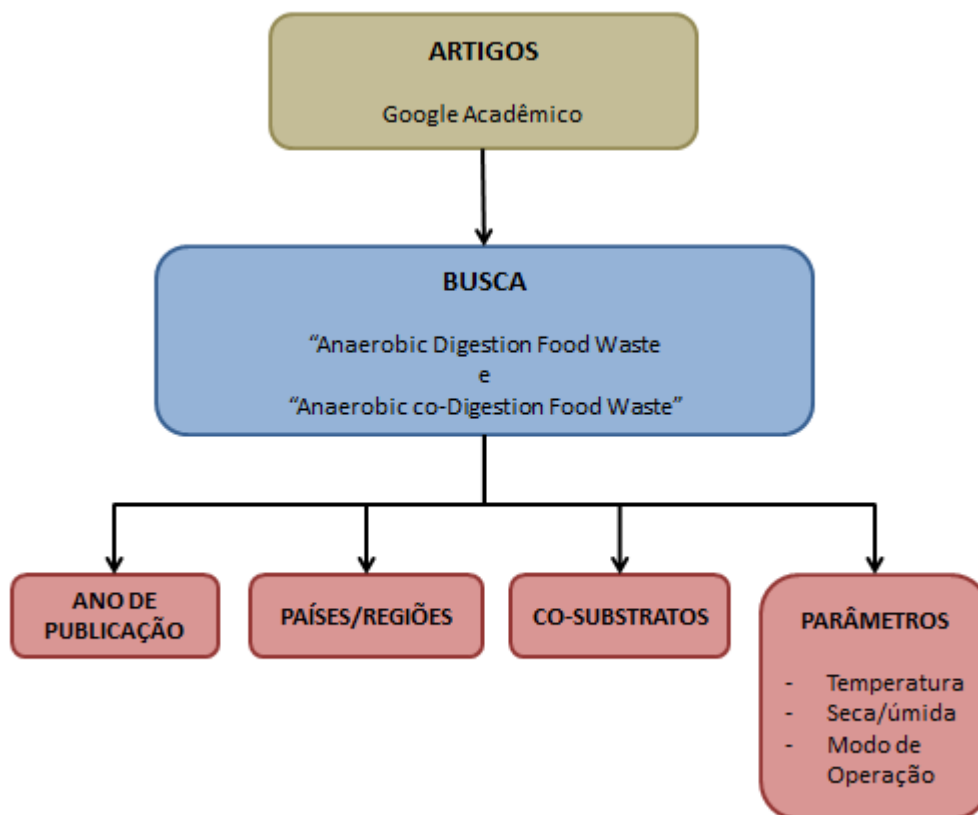 ARTIGOS
Google Acadêmico
BUSCA
“Anaerobic Digestion Food Waste
e
“Anaerobic co-Digestion Food Waste”
ANO DE
PUBLICAÇÃO
PAÍSES/REGIÕES
CO-SUBSTRATOS
PARÂMETROS
- Temperatura
- Seca/úmida
- Modo de
Operação